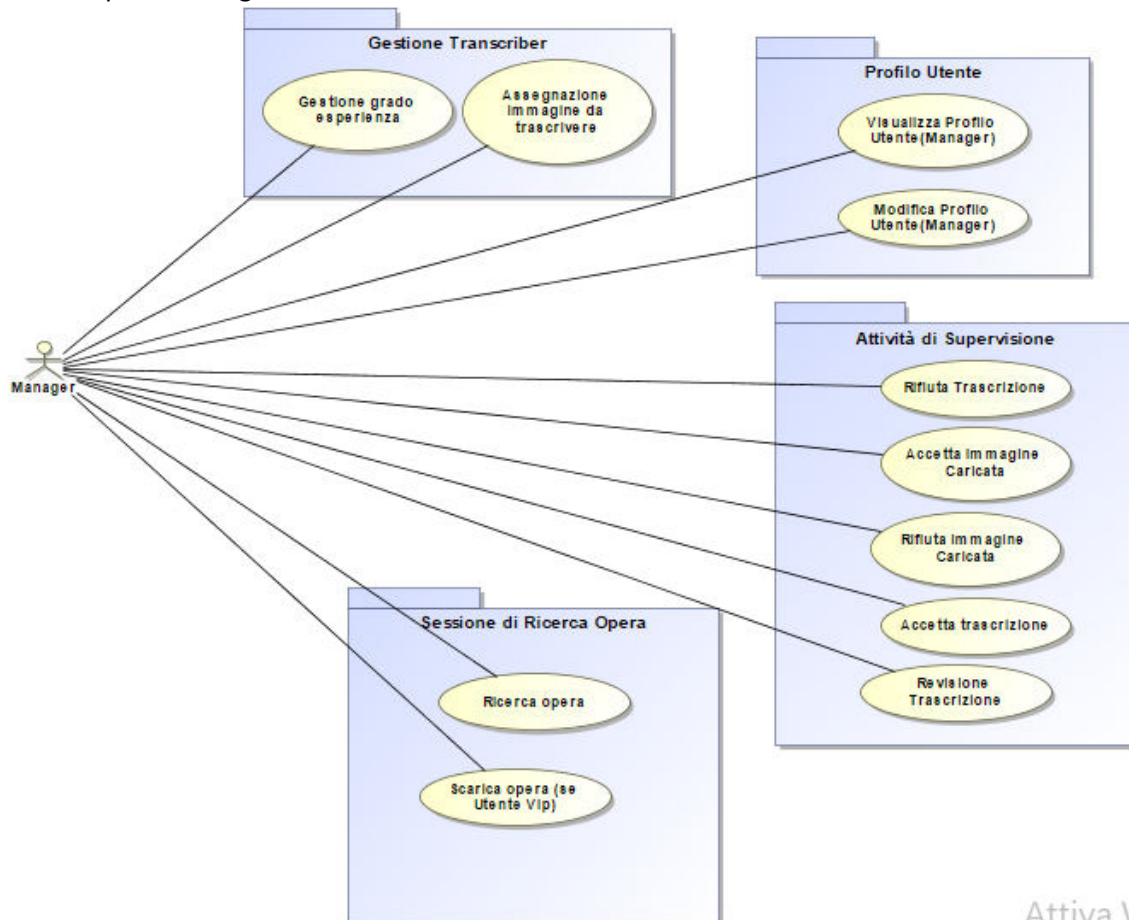 Gestione Transcriber
Gestione grado
esperienza
Assegnazione
immagine da
trascrivere
Profilo Utente
Visualizza Profilo
Utente(Manager)
Modifica Profilo
Utente(Manager)
Manager
Attività di Supervisione
Rifiuta Trascrizione
Accetta Immagine
Caricata
Rifiuta Immagine
Caricata
Accetta trascrizione
Revisione
Trascrizione
Sessione di Ricerca Opera
Ricerca opera
Scarica opera (se
Utente Vip)
Attiva